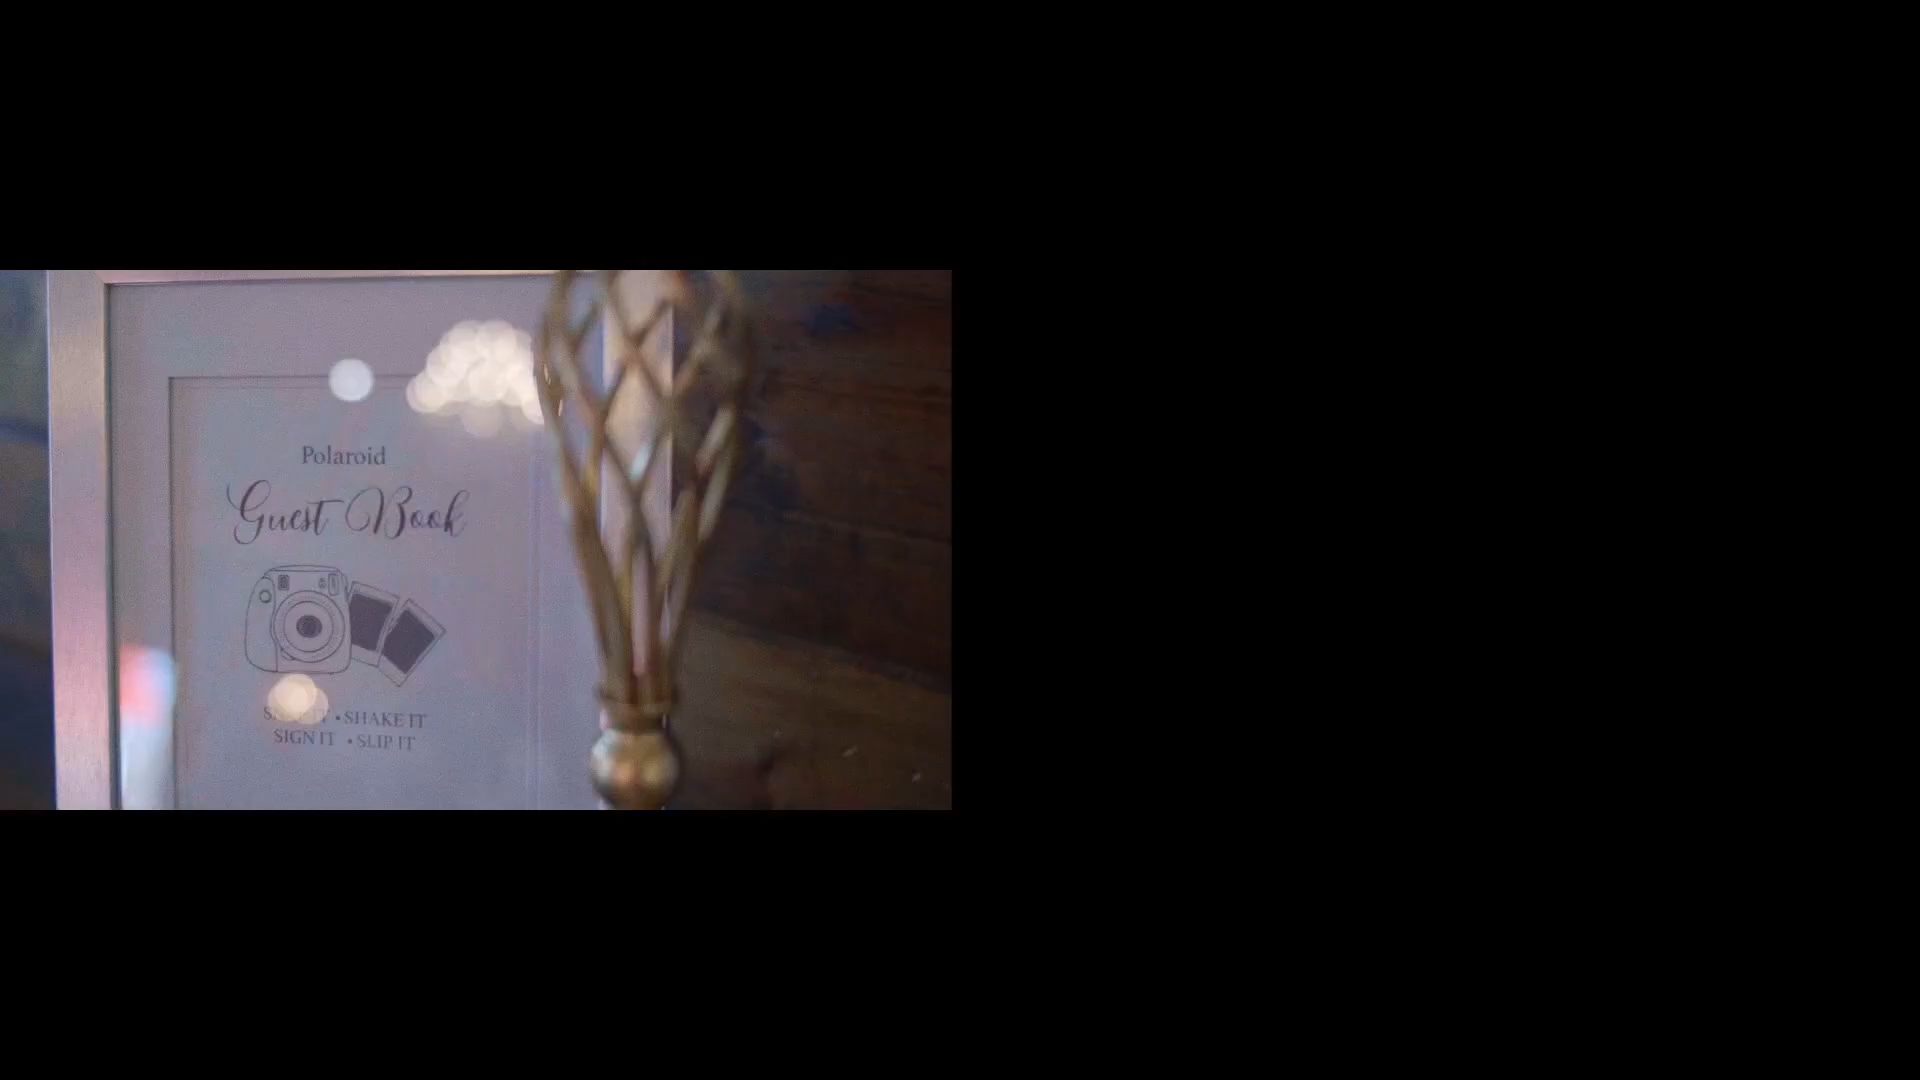 Polaroid
Guest Book
• SHAKE IT
SIGN IT • SLIP IT